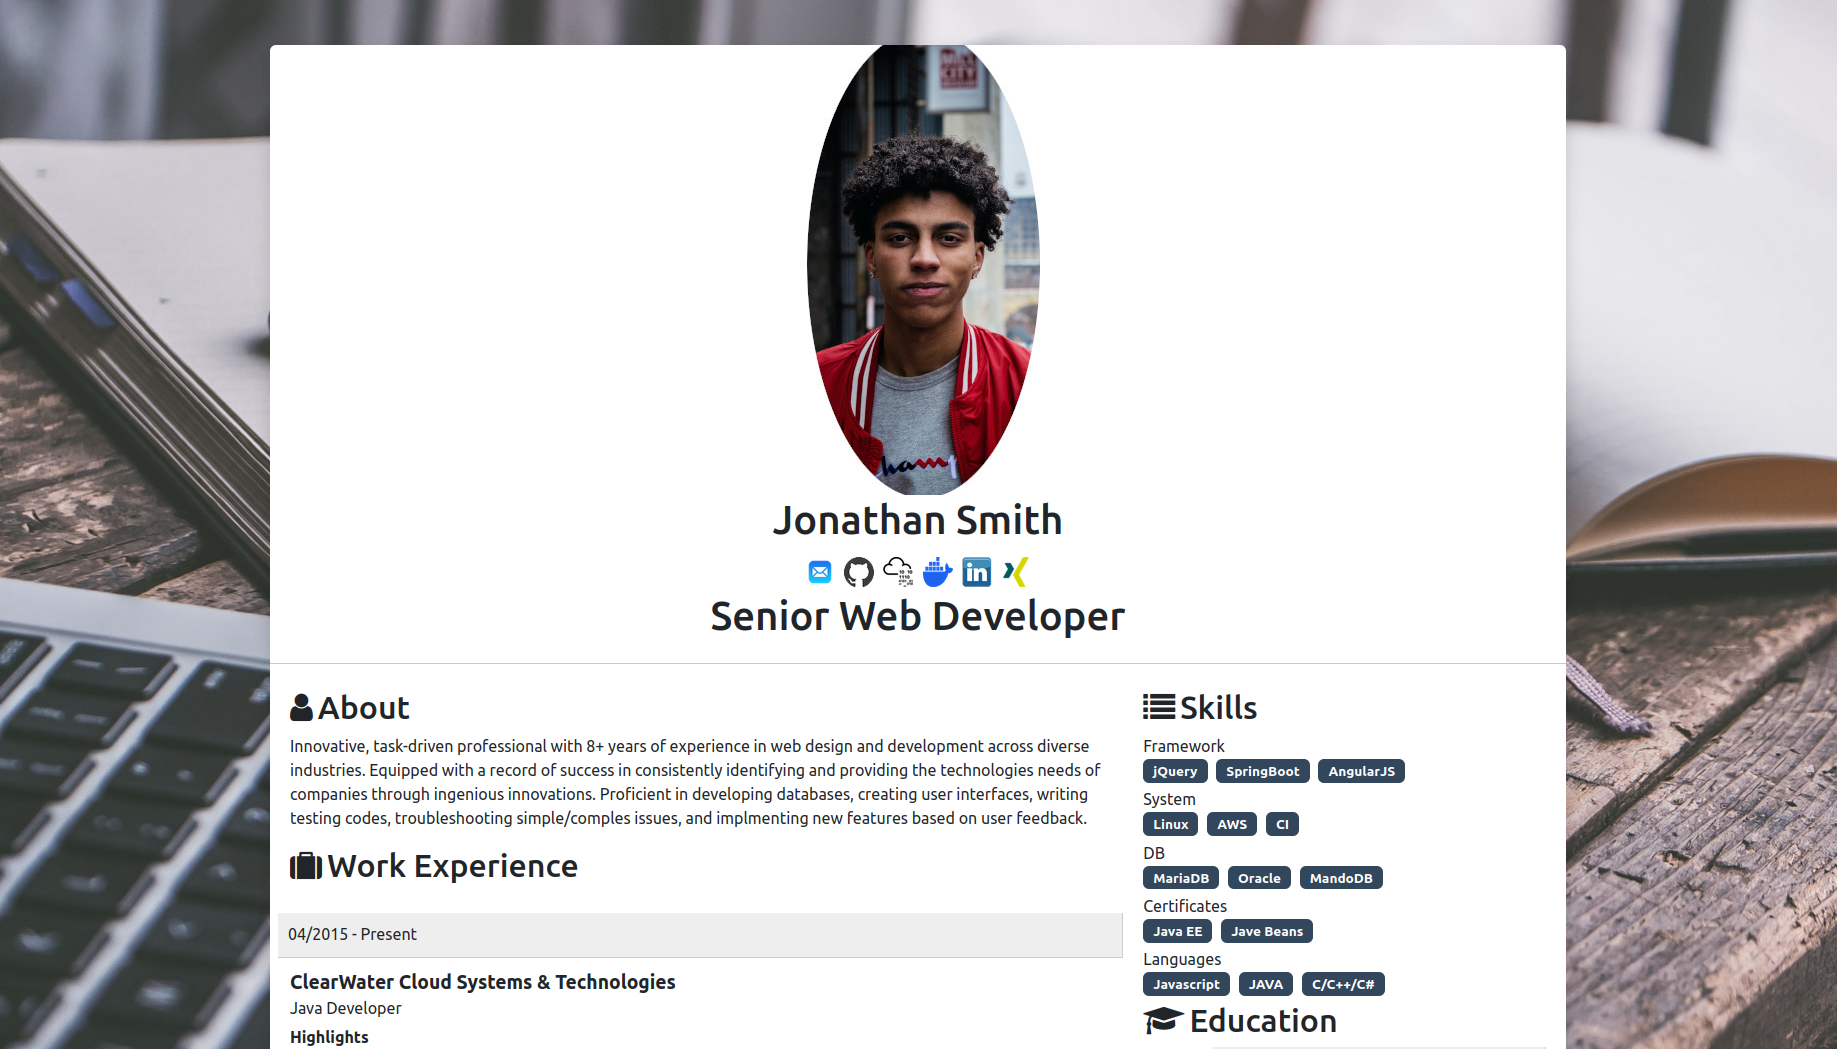 Jonathan Smith
in
Senior Web Developer
About
Innovative, task-driven professional with 8+ years of experience in web design and development across diverse
industries. Equipped with a record of success in consistently identifying and providing the technologies needs of
companies through ingenious innovations. Proficient in developing databases, creating user interfaces, writing
testing codes, troubleshooting simple/comples issues, and implmenting new features based on user feedback.
Work Experience
04/2015 - Present
ClearWater Cloud Systems & Technologies
Java Developer
Highlights
Skills
Framework
jQuery SpringBoot AngularJS
System
Linux AWS CI
DB
MariaDB Oracle MandoDB
Certificates
Java EE Jave Beans
Languages
Javascript JAVA C/C++/C#
Education